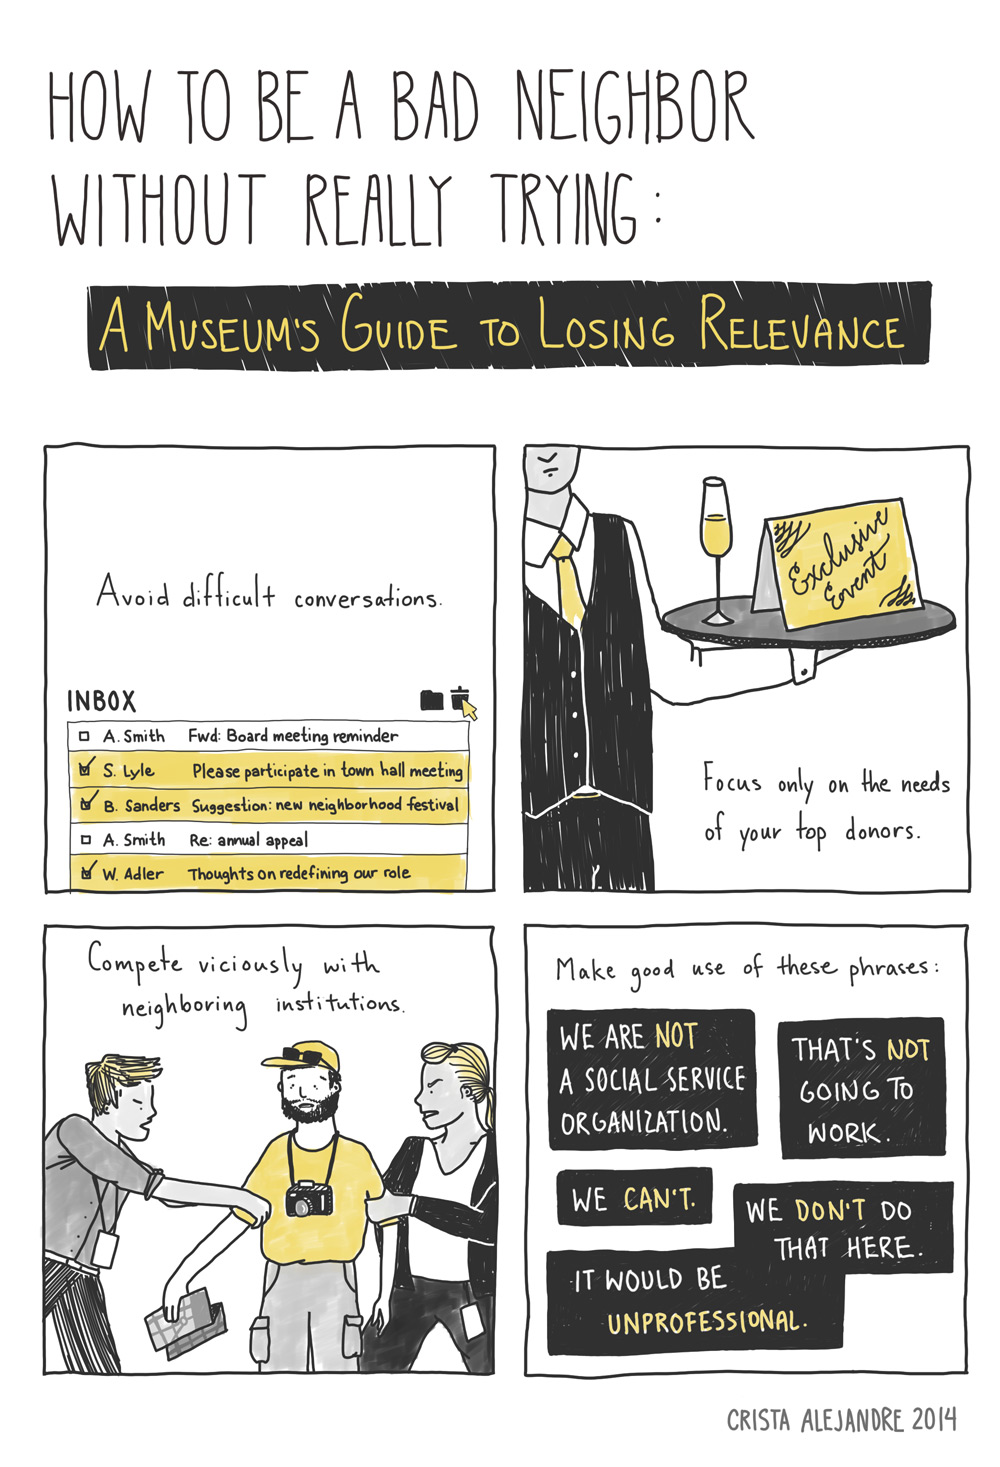 HOW TO BE A BAD NEIGHBOR
WITHOUT REALLY TRYING:
A MUSEUM'S GUIDE TO LOSING RELEVANCE
Avoid difficult conversations.
INBOX
A. Smith Fwd: Board meeting reminder
S. Lyle Please participate in town hall meeting
B. Sanders Suggestion: new neighborhood festival
A. Smith Re: annual appeal
W. Adler Thoughts on redefining our role
Exclusive
Event
Focus only on the needs
of your top donors.
Compete viciously with
neighboring institutions.
Make good use of these phrases:
WE ARE NOT
A SOCIAL SERVICE
ORGANIZATION.
THAT'S NOT
GOING TO
WORK.
WE CAN'T.
WE DON'T DO
THAT HERE.
IT WOULD BE
UNPROFESSIONAL.
CRISTA ALEJANDRE 2014